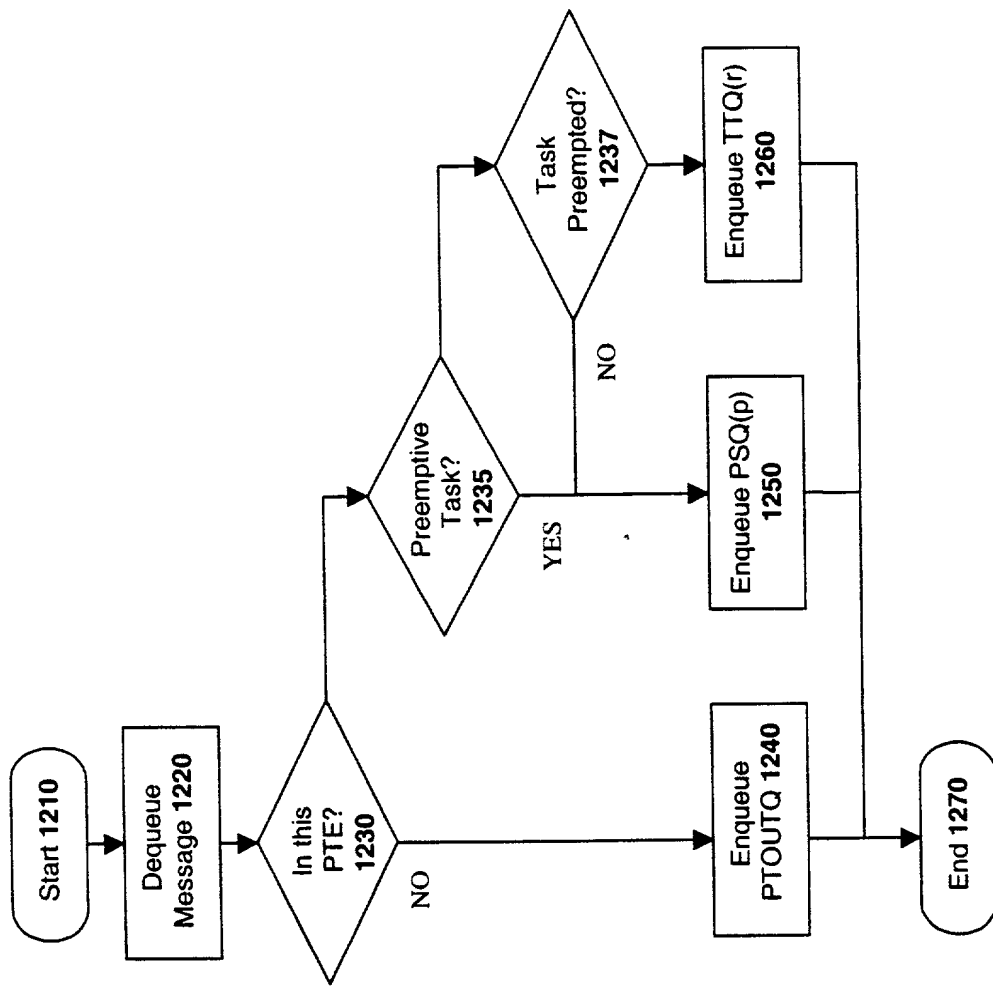 Start 1210
Dequeue
Message 1220
In this
PTE?
1230
NO
Preemptive
Task?
1235
YES
Task
Preempted?
1237
NO
Enqueue
PTOUTQ 1240
Enqueue PSQ(p)
1250
Enqueue TTQ(r)
1260
End 1270